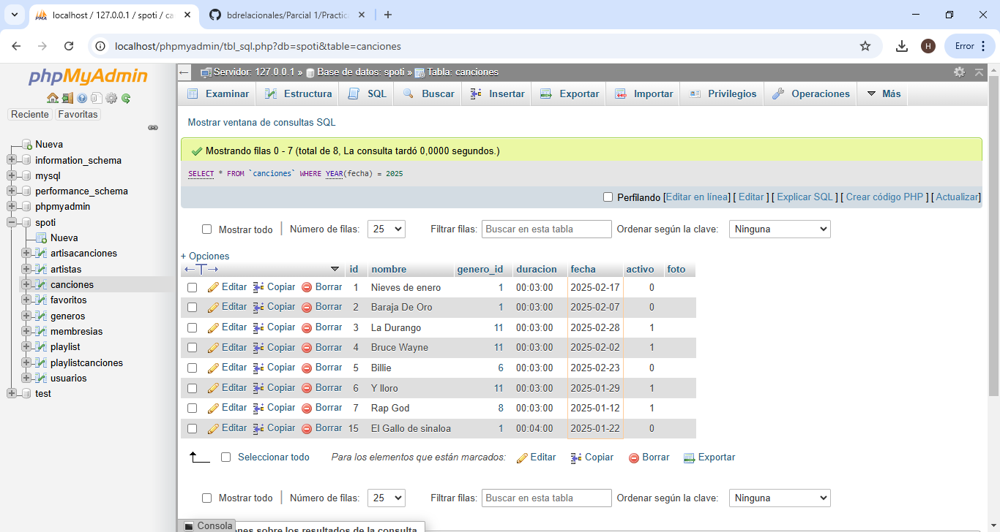 localhost / 127.0.0.1 / spoti / ca
bdrelacionales/Parcial 1/Practica
localhost/phpmyadmin/tbl_sql.php?db=spoti&table=canciones
H
Error
phpMyAdmin
Reciente Favoritas
Nueva
information_schema
mysql
performance_schema
phpmyadmin
spoti
Nueva
artisacanciones
artistas
canciones
favoritos
generos
membresias
playlist
playlistcanciones
usuarios
test
Servidor: 127.0.0.1 » Base de datos: spoti » Tabla: canciones
Examinar Estructura SQL Buscar Insertar Exportar Importar Privilegios Operaciones Más
Mostrar ventana de consultas SQL
Mostrando filas 0 - 7 (total de 8, La consulta tardó 0,0000 segundos.)
SELECT * FROM `canciones` WHERE YEAR(fecha) = 2025
Perfilando [Editar en línea] [ Editar ] [ Explicar SQL ] [ Crear código PHP ] [ Actualizar]
Mostrar todo | Número de filas: 25 Filtrar filas: Buscar en esta tabla Ordenar según la clave: Ninguna
+ Opciones
←T→ id nombre genero_id duracion fecha activo foto
Editar Copiar Borrar 1 Nieves de enero 1 00:03:00 2025-02-17 0
Editar Copiar Borrar 2 Baraja De Oro 1 00:03:00 2025-02-07 0
Editar Copiar Borrar 3 La Durango 11 00:03:00 2025-02-28 1
Editar Copiar Borrar 4 Bruce Wayne 11 00:03:00 2025-02-02 1
Editar Copiar Borrar 5 Billie 6 00:03:00 2025-02-23 0
Editar Copiar Borrar 6 Y lloro 11 00:03:00 2025-01-29 1
Editar Copiar Borrar 7 Rap God 8 00:03:00 2025-01-12 1
Editar Copiar Borrar 15 El Gallo de sinaloa 1 00:04:00 2025-01-22 0
Seleccionar todo Para los elementos que están marcados: Editar Copiar Borrar Exportar
Mostrar todo | Número de filas: 25 Filtrar filas: Buscar en esta tabla Ordenar según la clave: Ninguna
Consola
sobre los resultados de la consulta